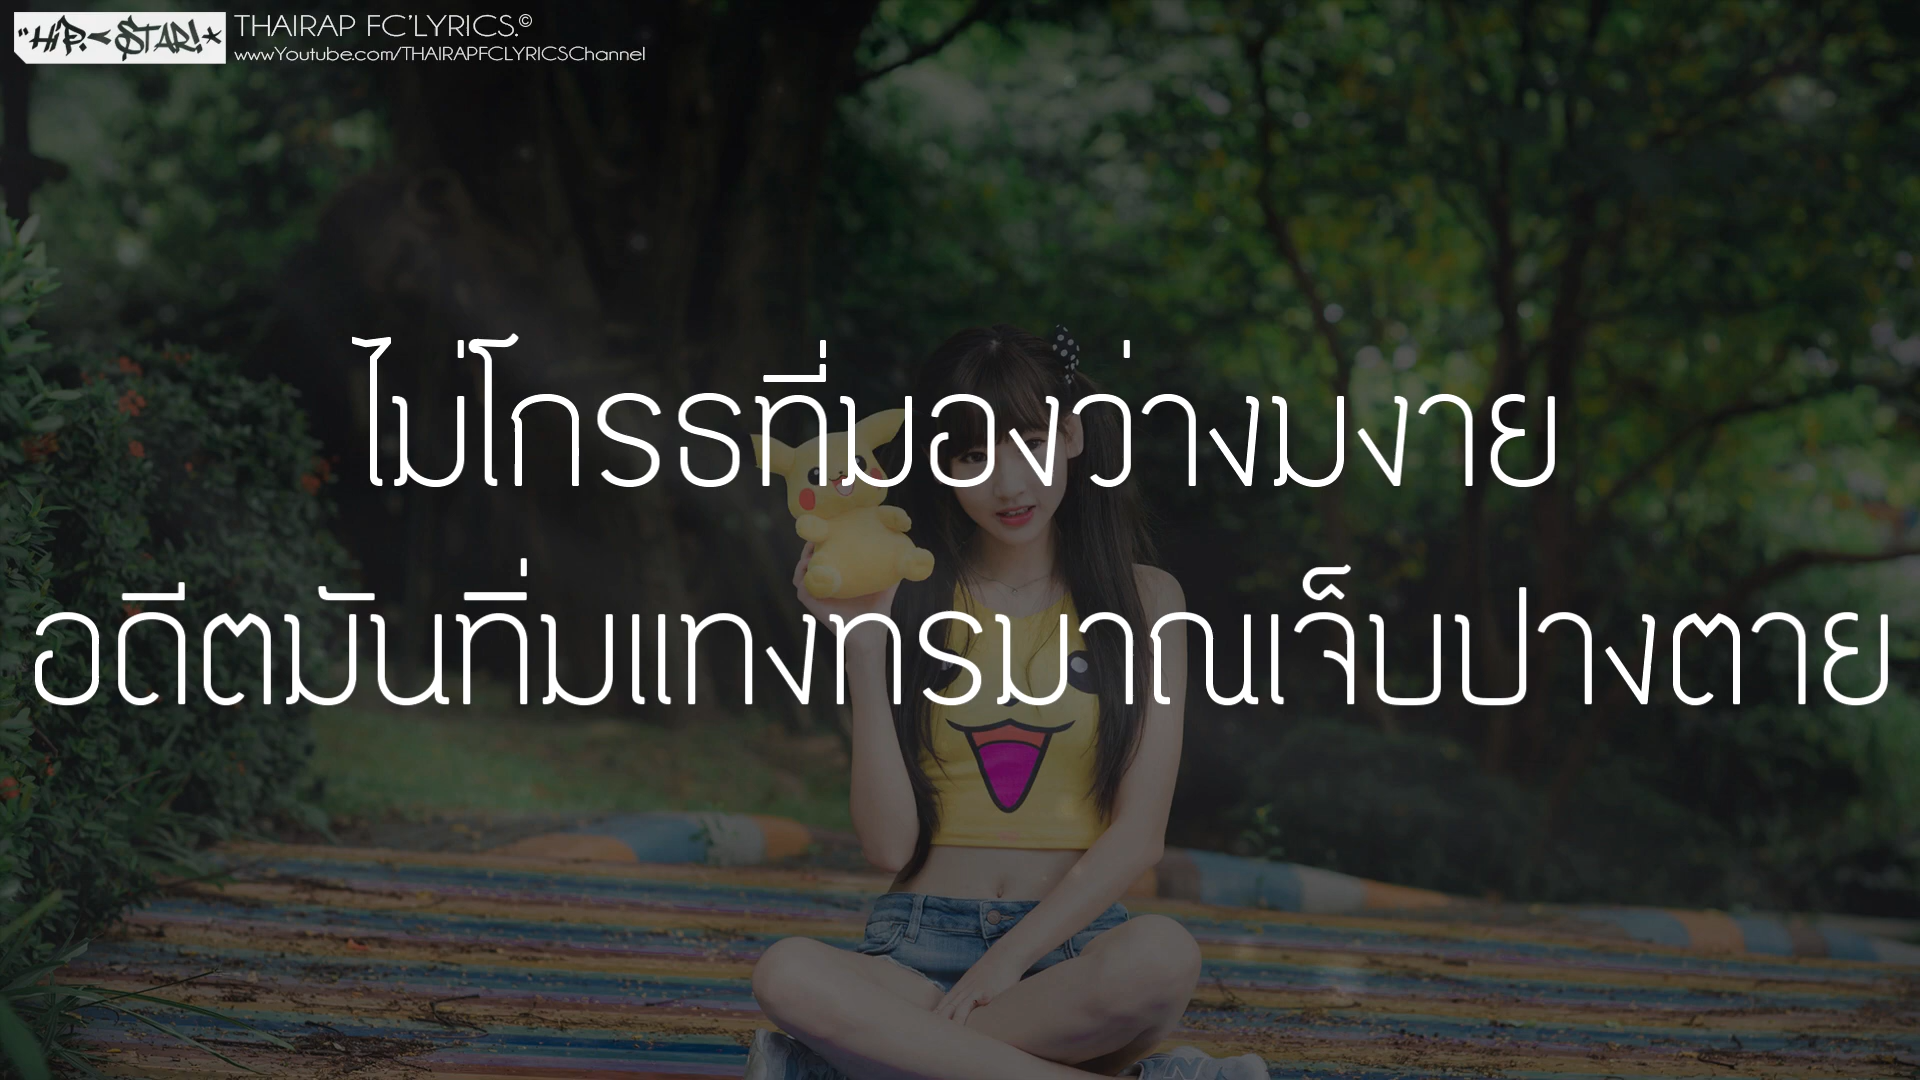 "HIP.-STAR!*
THAIRAP FC'LYRICS.©
wwwYoutube.com/THAIRAPFCLYRICSChannel
ไม่โกรธที่มองว่างมงาย
อดีตมันทิ่มแทงทรมาณเจ็บปางตาย